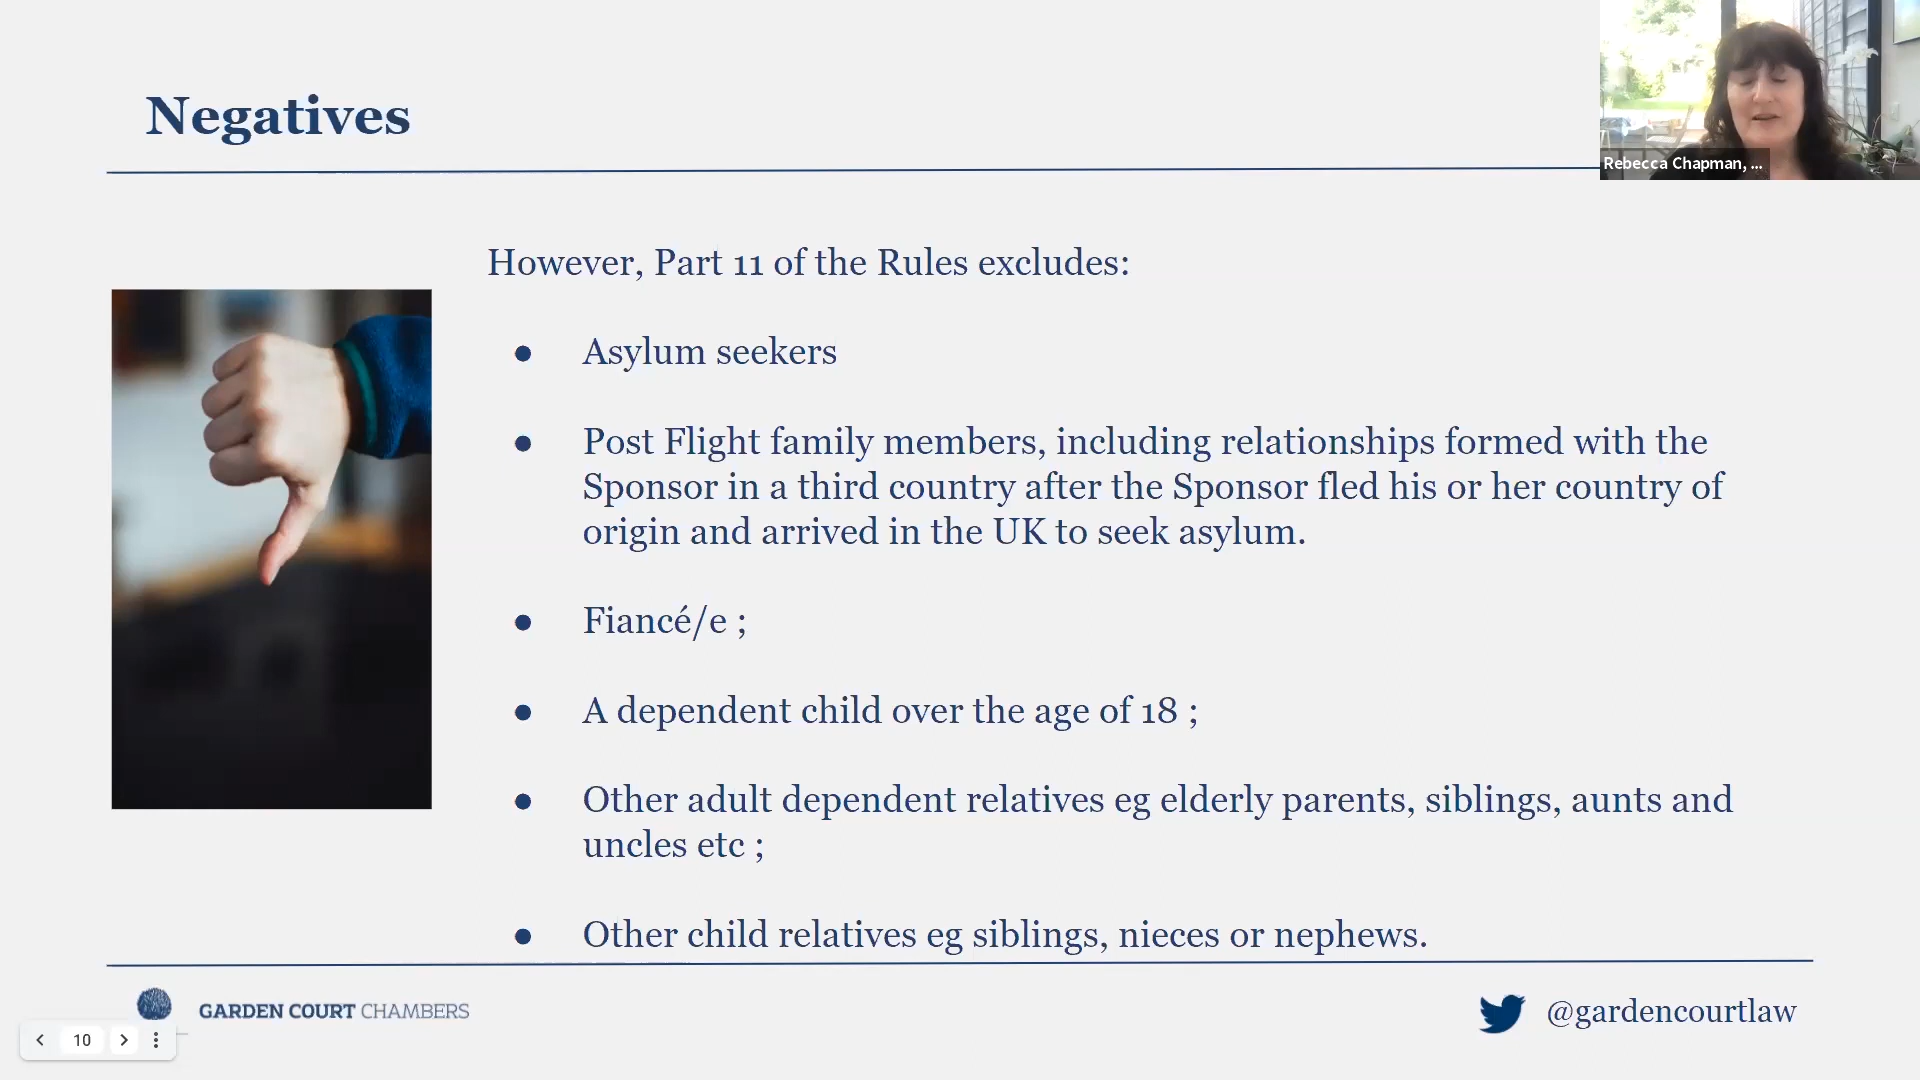 Negatives
Rebecca Chapman, ...
However, Part 11 of the Rules excludes:
● Asylum seekers
● Post Flight family members, including relationships formed with the
Sponsor in a third country after the Sponsor fled his or her country of
origin and arrived in the UK to seek asylum.
● Fiancé/e ;
● A dependent child over the age of 18 ;
● Other adult dependent relatives eg elderly parents, siblings, aunts and
uncles etc ;
● Other child relatives eg siblings, nieces or nephews.
GARDEN COURT CHAMBERS
@gardencourtlaw
10